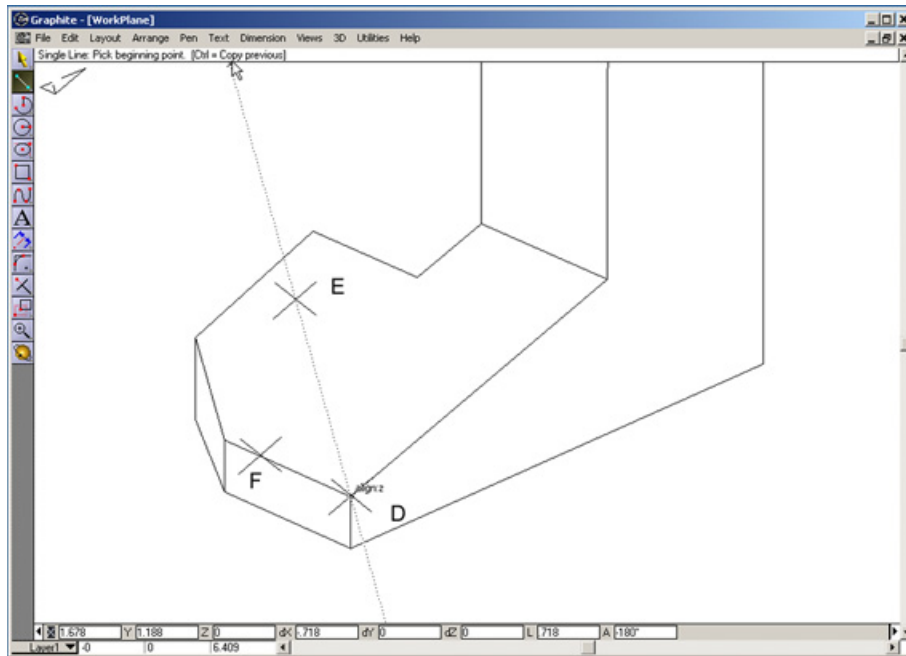 Graphite - [WorkPlane]
File Edit Layout Arrange Pen Text Dimension Views 3D Utilities Help
Single Line: Pick beginning point. [Ctrl = Copy previous]
A
E
F
align:z
D
X 1.678 Y 1.188 Z 0 dX -.718 dY 0 dZ 0 L .718 A -180°
Layer1 -0 0 6.409